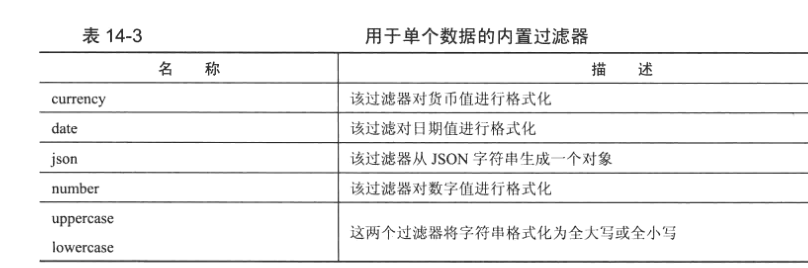 表 14-3 用于单个数据的内置过滤器
名 称 描 述
currency 该过滤器对货币值进行格式化
date 该过滤对日期值进行格式化
json 该过滤器从 JSON 字符串生成一个对象
number 该过滤器对数字值进行格式化
uppercase
这两个过滤器将字符串格式化为全大写或全小写
lowercase